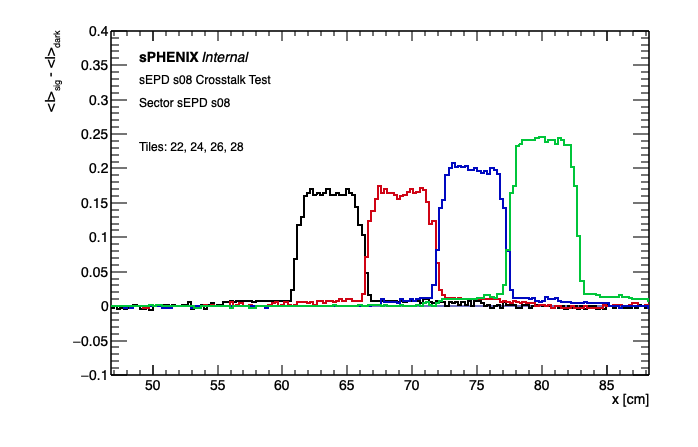 <I>sig - <I>dark
0.4
0.35
0.3
0.25
0.2
0.15
0.1
0.05
0
−0.05
−0.1
sPHENIX Internal
sEPD s08 Crosstalk Test
Sector sEPD s08
Tiles: 22, 24, 26, 28
50 55 60 65 70 75 80 85
x [cm]